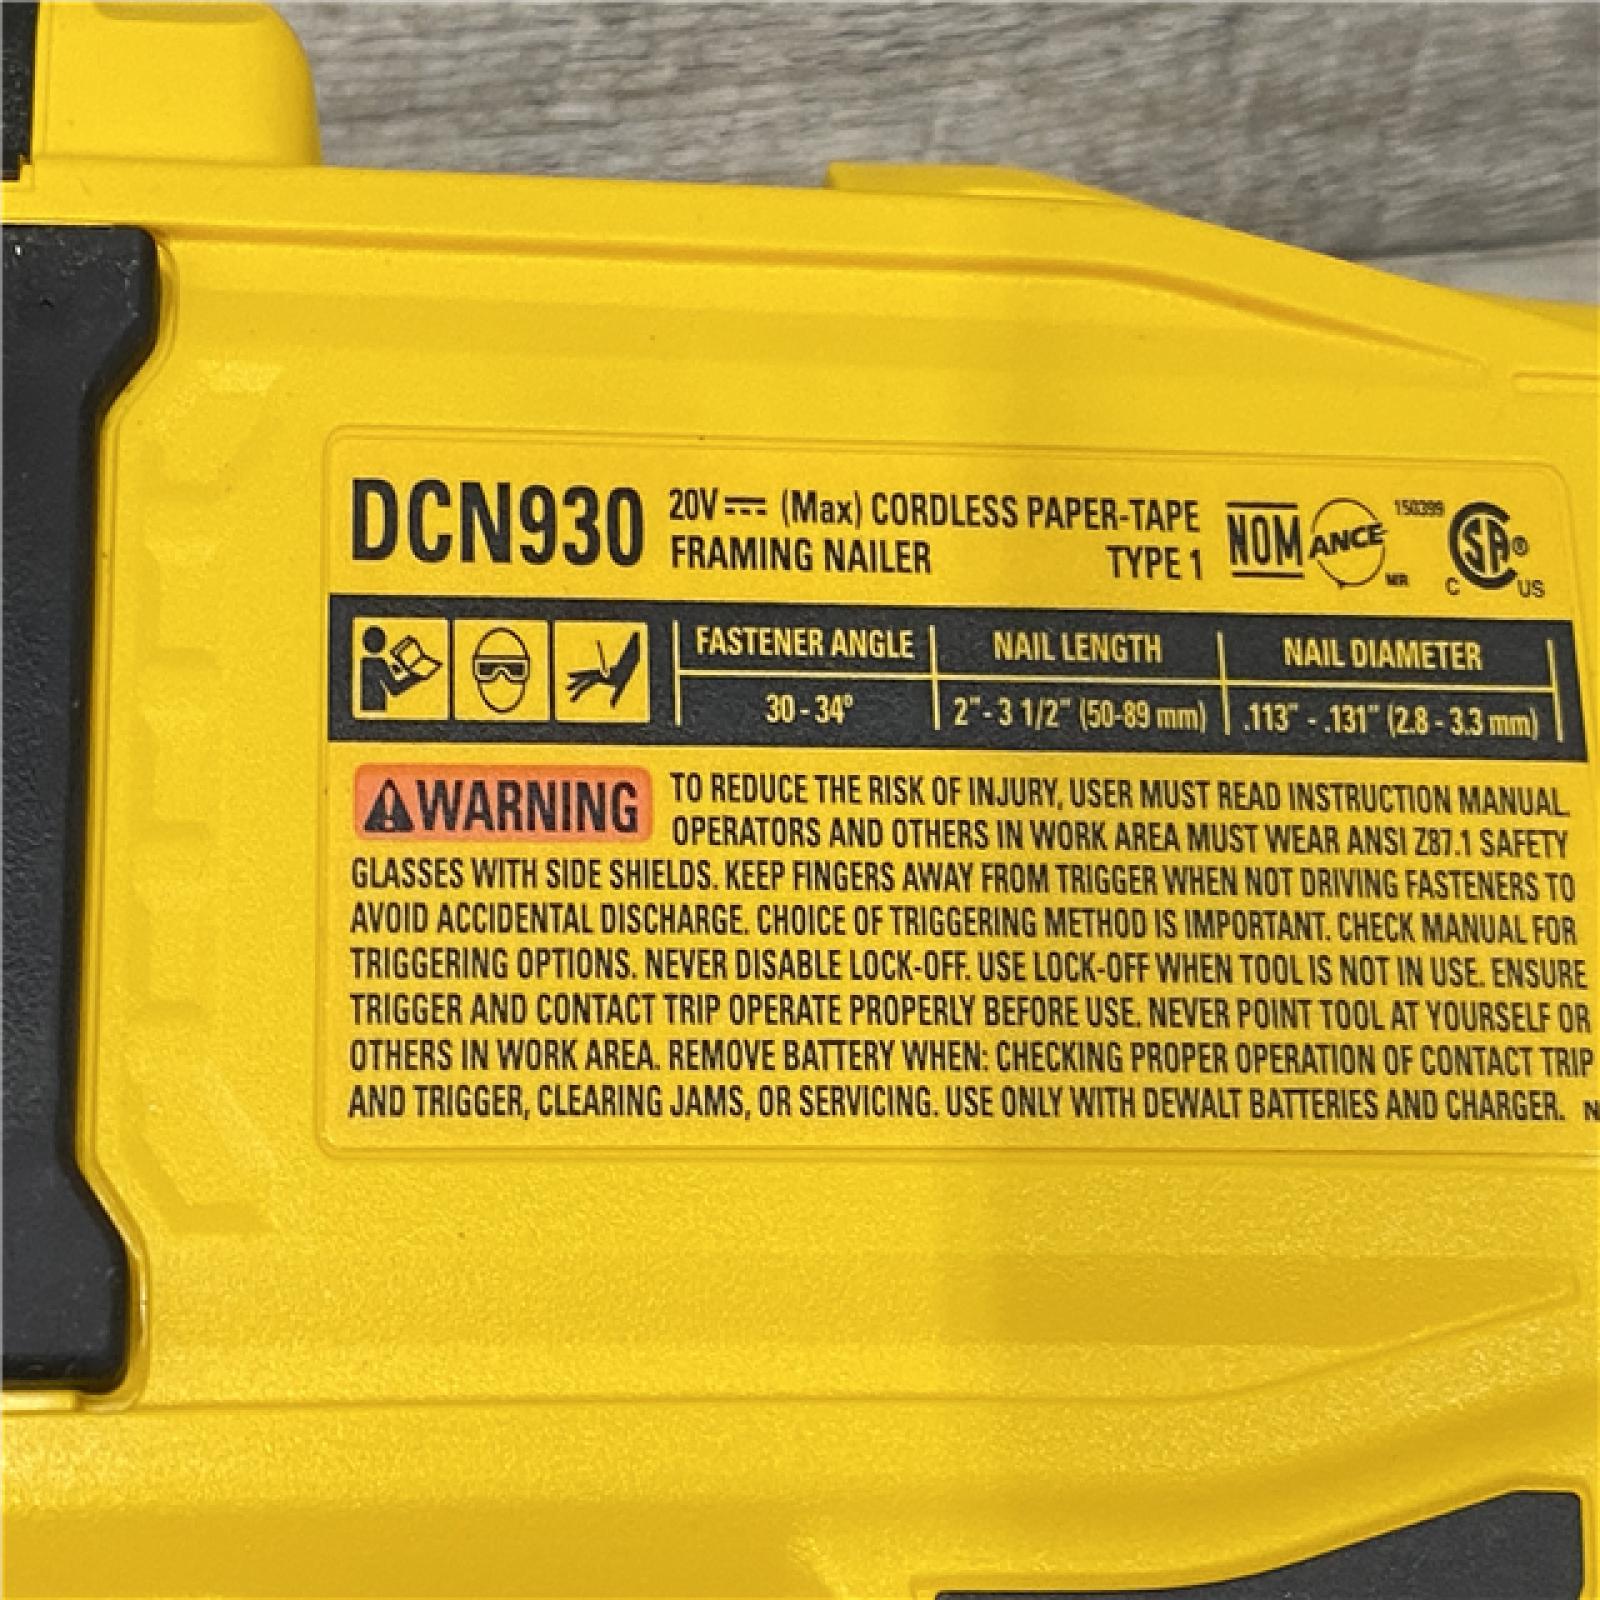 DCN930 20V (Max) CORDLESS PAPER-TAPE
FRAMING NAILER TYPE 1
NOM ANCE MR 150399 C SA ® US
FASTENER ANGLE NAIL LENGTH NAIL DIAMETER
30 - 34° 2" - 3 1/2" (50-89 mm) .113" - .131" (2.8 - 3.3 mm)
WARNING TO REDUCE THE RISK OF INJURY, USER MUST READ INSTRUCTION MANUAL.
OPERATORS AND OTHERS IN WORK AREA MUST WEAR ANSI Z87.1 SAFETY
GLASSES WITH SIDE SHIELDS. KEEP FINGERS AWAY FROM TRIGGER WHEN NOT DRIVING FASTENERS TO
AVOID ACCIDENTAL DISCHARGE. CHOICE OF TRIGGERING METHOD IS IMPORTANT. CHECK MANUAL FOR
TRIGGERING OPTIONS. NEVER DISABLE LOCK-OFF. USE LOCK-OFF WHEN TOOL IS NOT IN USE. ENSURE
TRIGGER AND CONTACT TRIP OPERATE PROPERLY BEFORE USE. NEVER POINT TOOL AT YOURSELF OR
OTHERS IN WORK AREA. REMOVE BATTERY WHEN: CHECKING PROPER OPERATION OF CONTACT TRIP
AND TRIGGER, CLEARING JAMS, OR SERVICING. USE ONLY WITH DEWALT BATTERIES AND CHARGER.